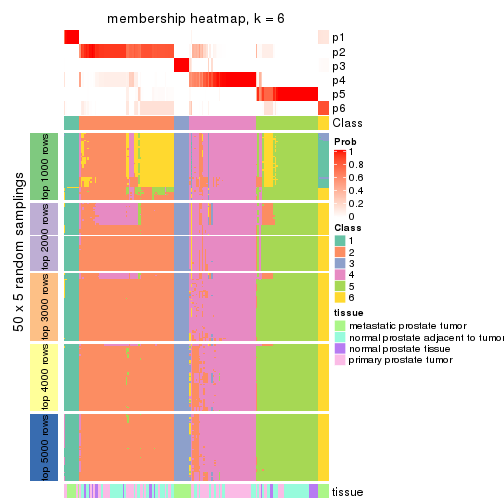 membership heatmap, k = 6
p1
p2
p3
p4
p5
p6
Class
50 x 5 random samplings
top 1000 rows
top 2000 rows
top 3000 rows
top 4000 rows
top 5000 rows
Prob
1
0.8
0.6
0.4
0.2
0
Class
1
2
3
4
5
6
tissue
metastatic prostate tumor
normal prostate adjacent to tumor
normal prostate tissue
primary prostate tumor
tissue